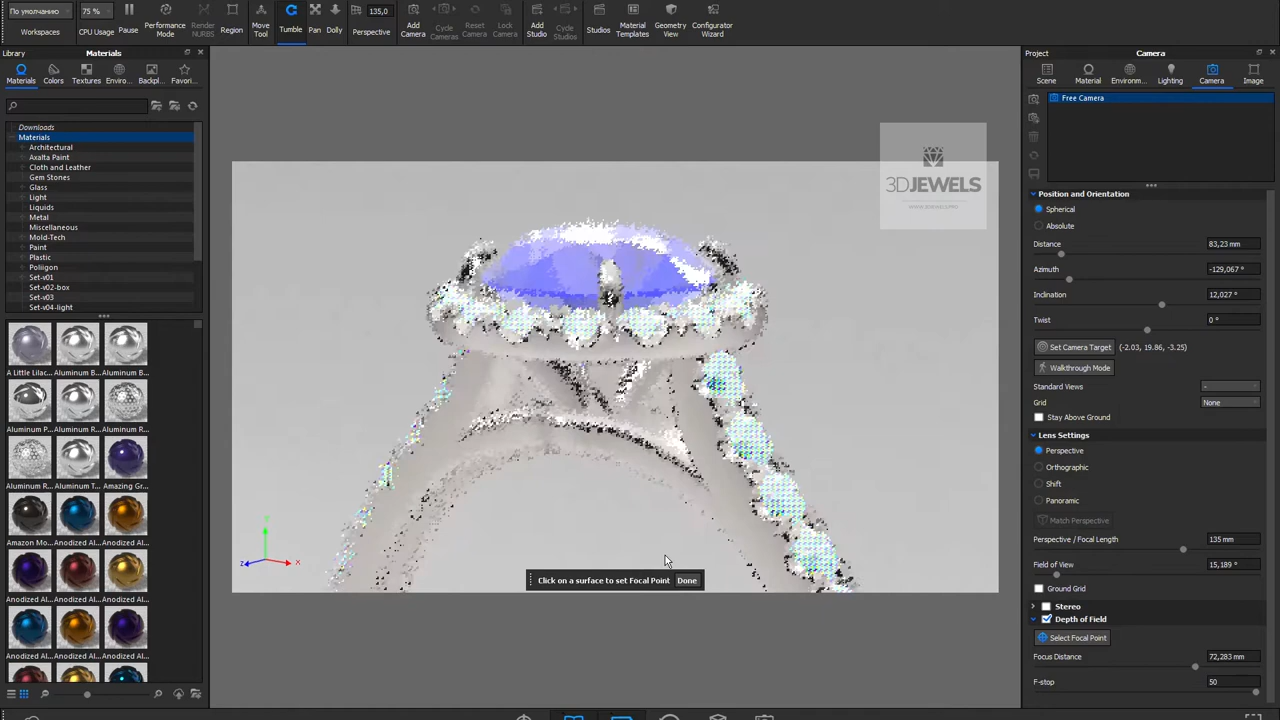 По умолчанию
75 %
135,0
Workspaces
CPU Usage
Pause
Performance
Mode
Render
NURBS
Region
Move
Tool
Tumble
Pan
Dolly
Perspective
Add
Camera
Cycle
Cameras
Reset
Camera
Lock
Camera
Add
Studio
Cycle
Studios
Studios
Material
Templates
Geometry
View
Configurator
Wizard
Library
Materials
Materials
Colors
Textures
Enviro...
Backpl...
Favori...
Downloads
Materials
Architectural
Axalta Paint
Cloth and Leather
Gem Stones
Glass
Light
Liquids
Metal
Miscellaneous
Mold-Tech
Paint
Plastic
Poliigon
Set-v01
Set-v02-box
Set-v03
Set-v04-light
A Little Lilac... Aluminum B... Aluminum B...
Aluminum P... Aluminum R... Aluminum R...
Aluminum R... Aluminum T... Amazing Gr...
Amazon Mo... Anodized Al... Anodized Al...
Anodized Al... Anodized Al... Anodized Al...
Anodized Al... Anodized Al... Anodized Al...
3DJEWELS
Y
Z
X
Click on a surface to set Focal Point Done
Project
Camera
Scene
Material
Environm...
Lighting
Camera
Image
Free Camera
Position and Orientation
Spherical
Absolute
Distance 83,23 mm
Azimuth -129,067 °
Inclination 12,027 °
Twist 0 °
Set Camera Target (-2.03, 19.86, -3.25)
Walkthrough Mode
Standard Views -
Grid None
Stay Above Ground
Lens Settings
Perspective
Orthographic
Shift
Panoramic
Match Perspective
Perspective / Focal Length 135 mm
Field of View 15,189 °
Ground Grid
Stereo
Depth of Field
Select Focal Point
Focus Distance 72,283 mm
F-stop 50